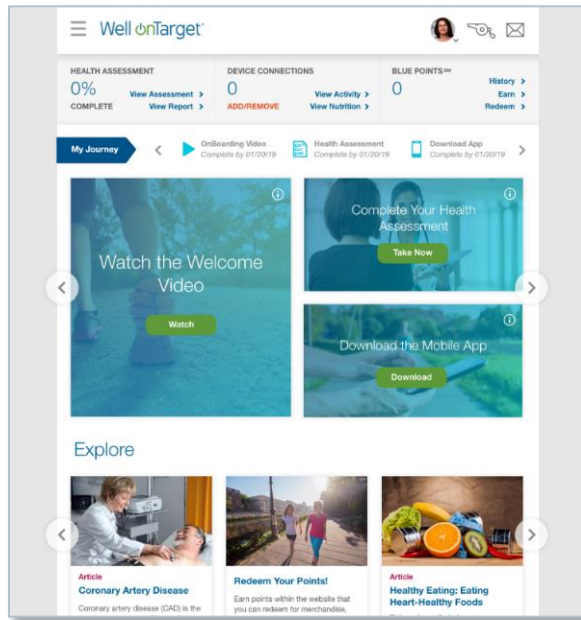 Well onTarget
HEALTH ASSESSMENT
0%
COMPLETE
View Assessment >
View Report >
DEVICE CONNECTIONS
0
ADD/REMOVE
View Activity >
View Nutrition >
BLUE POINTS℠
0
History >
Earn >
Redeem >
My Journey
OnBoarding Video
Complete by 01/20/19
Health Assessment
Complete by 01/20/19
Download App
Complete by 01/20/19
Watch the Welcome
Video
Watch
Complete Your Health
Assessment
Take Now
Download the Mobile App
Download
Explore
Article
Coronary Artery Disease
Coronary artery disease (CAD) is the
Redeem Your Points!
Earn points within the website that
you can redeem for merchandise,
Article
Healthy Eating: Eating
Heart-Healthy Foods